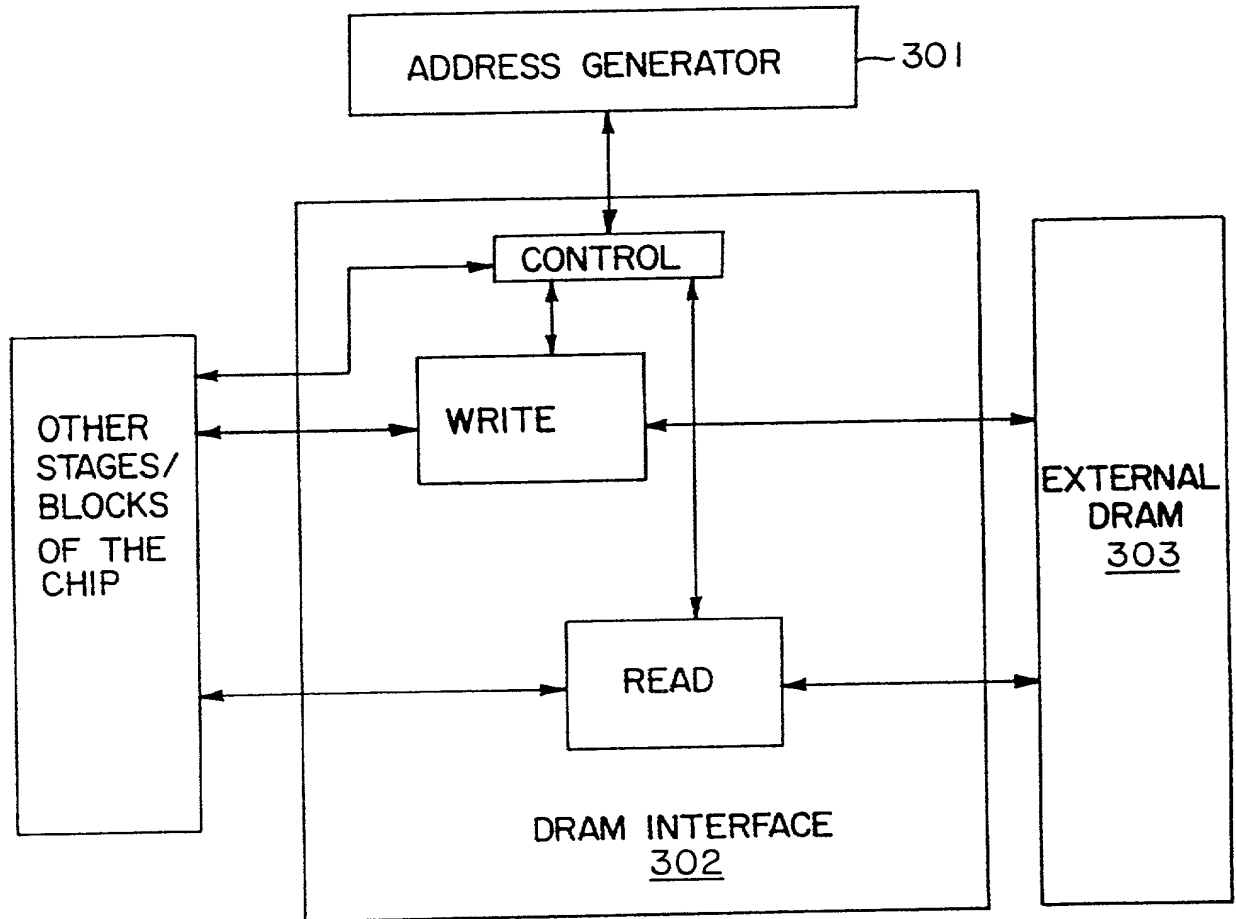 ADDRESS GENERATOR
301
CONTROL
WRITE
OTHER
STAGES/
BLOCKS
OF THE
CHIP
EXTERNAL
DRAM
303
READ
DRAM INTERFACE
302